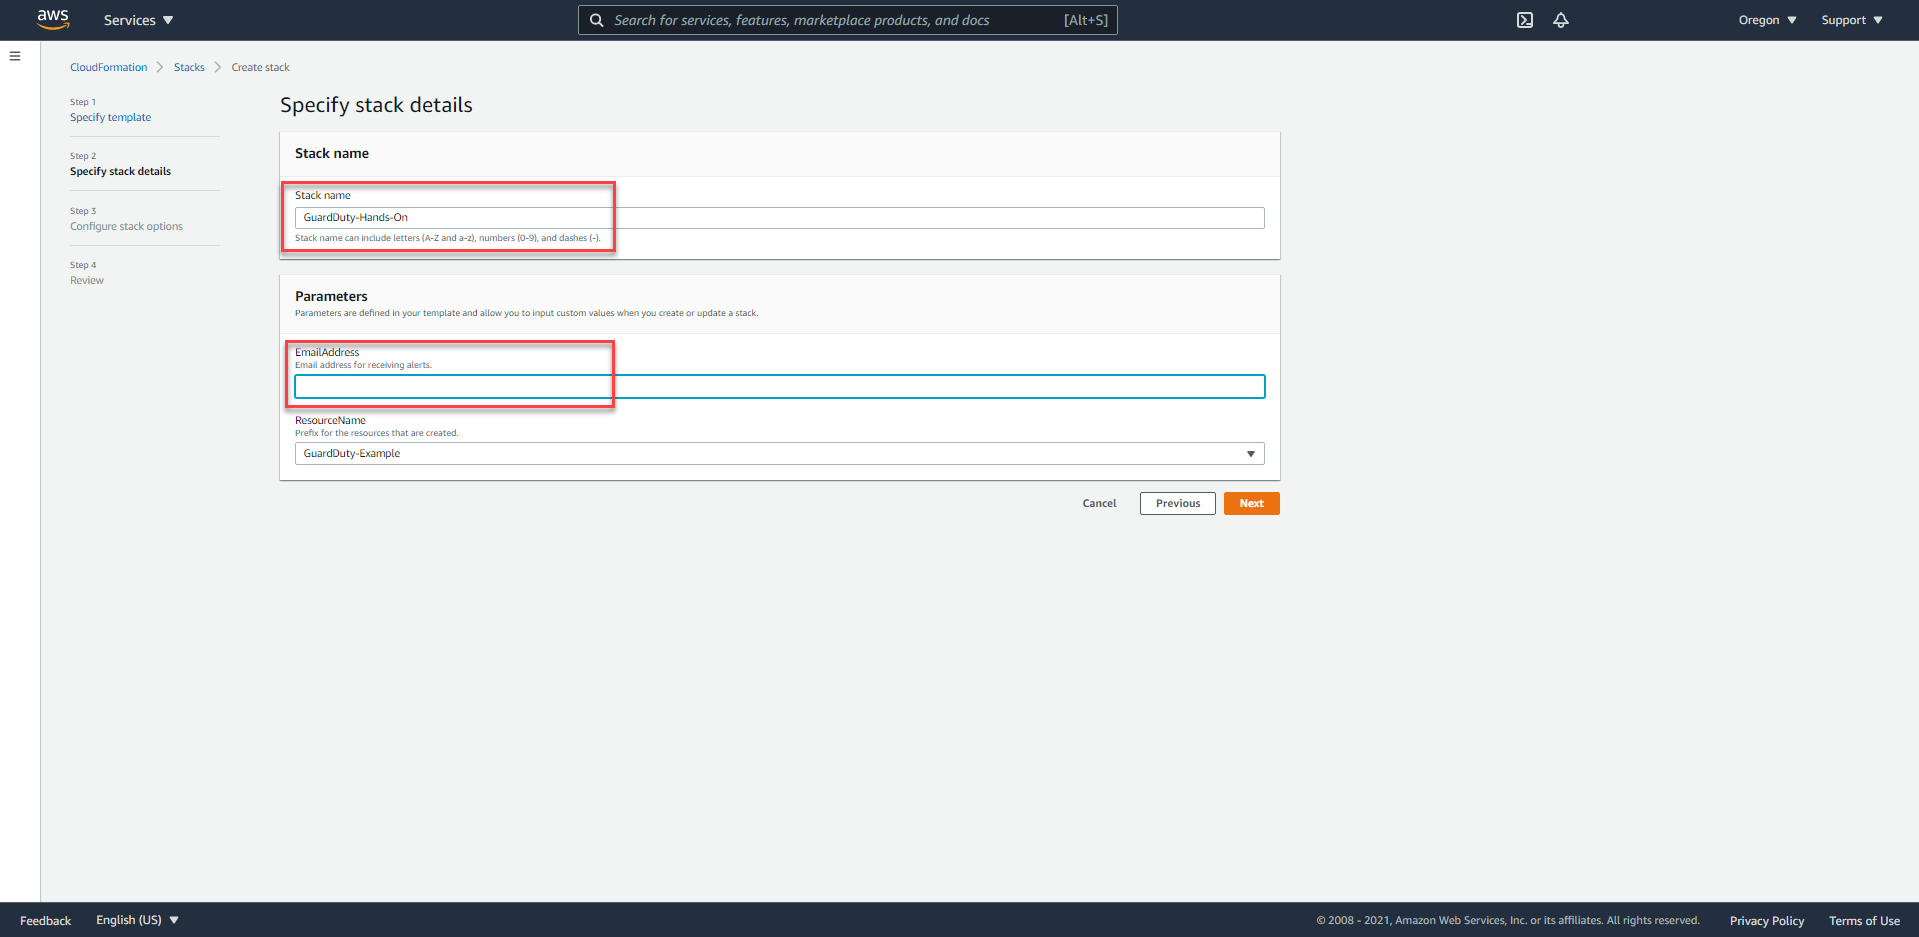 aws Services Search for services, features, marketplace products, and docs [Alt+S] Oregon Support
CloudFormation Stacks Create stack
Step 1
Specify template
Step 2
Specify stack details
Step 3
Configure stack options
Step 4
Review
Specify stack details
Stack name
Stack name
GuardDuty-Hands-On
Stack name can include letters (A-Z and a-z), numbers (0-9), and dashes (-).
Parameters
Parameters are defined in your template and allow you to input custom values when you create or update a stack.
EmailAddress
Email address for receiving alerts.
ResourceName
Prefix for the resources that are created.
GuardDuty-Example
Cancel Previous Next
Feedback English (US) © 2008 - 2021, Amazon Web Services, Inc. or its affiliates. All rights reserved. Privacy Policy Terms of Use